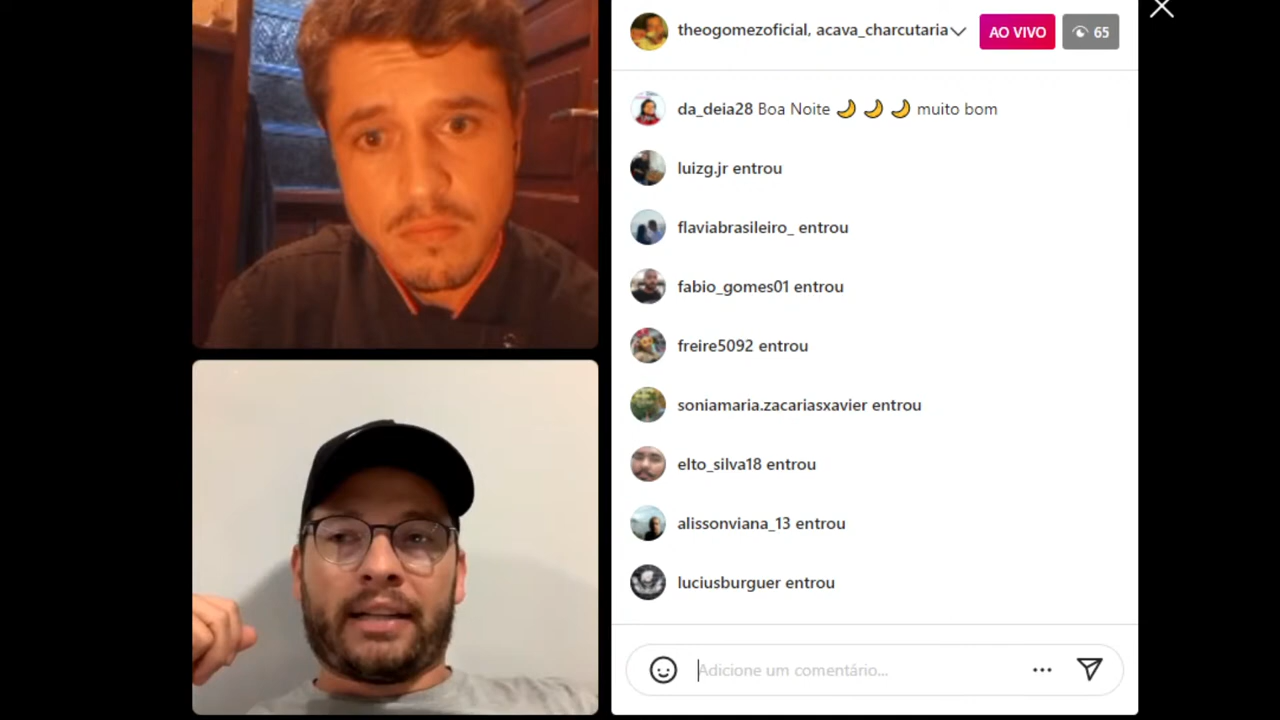 theogomezoficial, acava_charcutaria
AO VIVO
65
da_deia28 Boa Noite 🌙 🌙 🌙 muito bom
luizg.jr entrou
flaviabrasileiro_ entrou
fabio_gomes01 entrou
freire5092 entrou
soniamaria.zacariasxavier entrou
elto_silva18 entrou
alissonviana_13 entrou
luciusburguer entrou
Adicione um comentário...